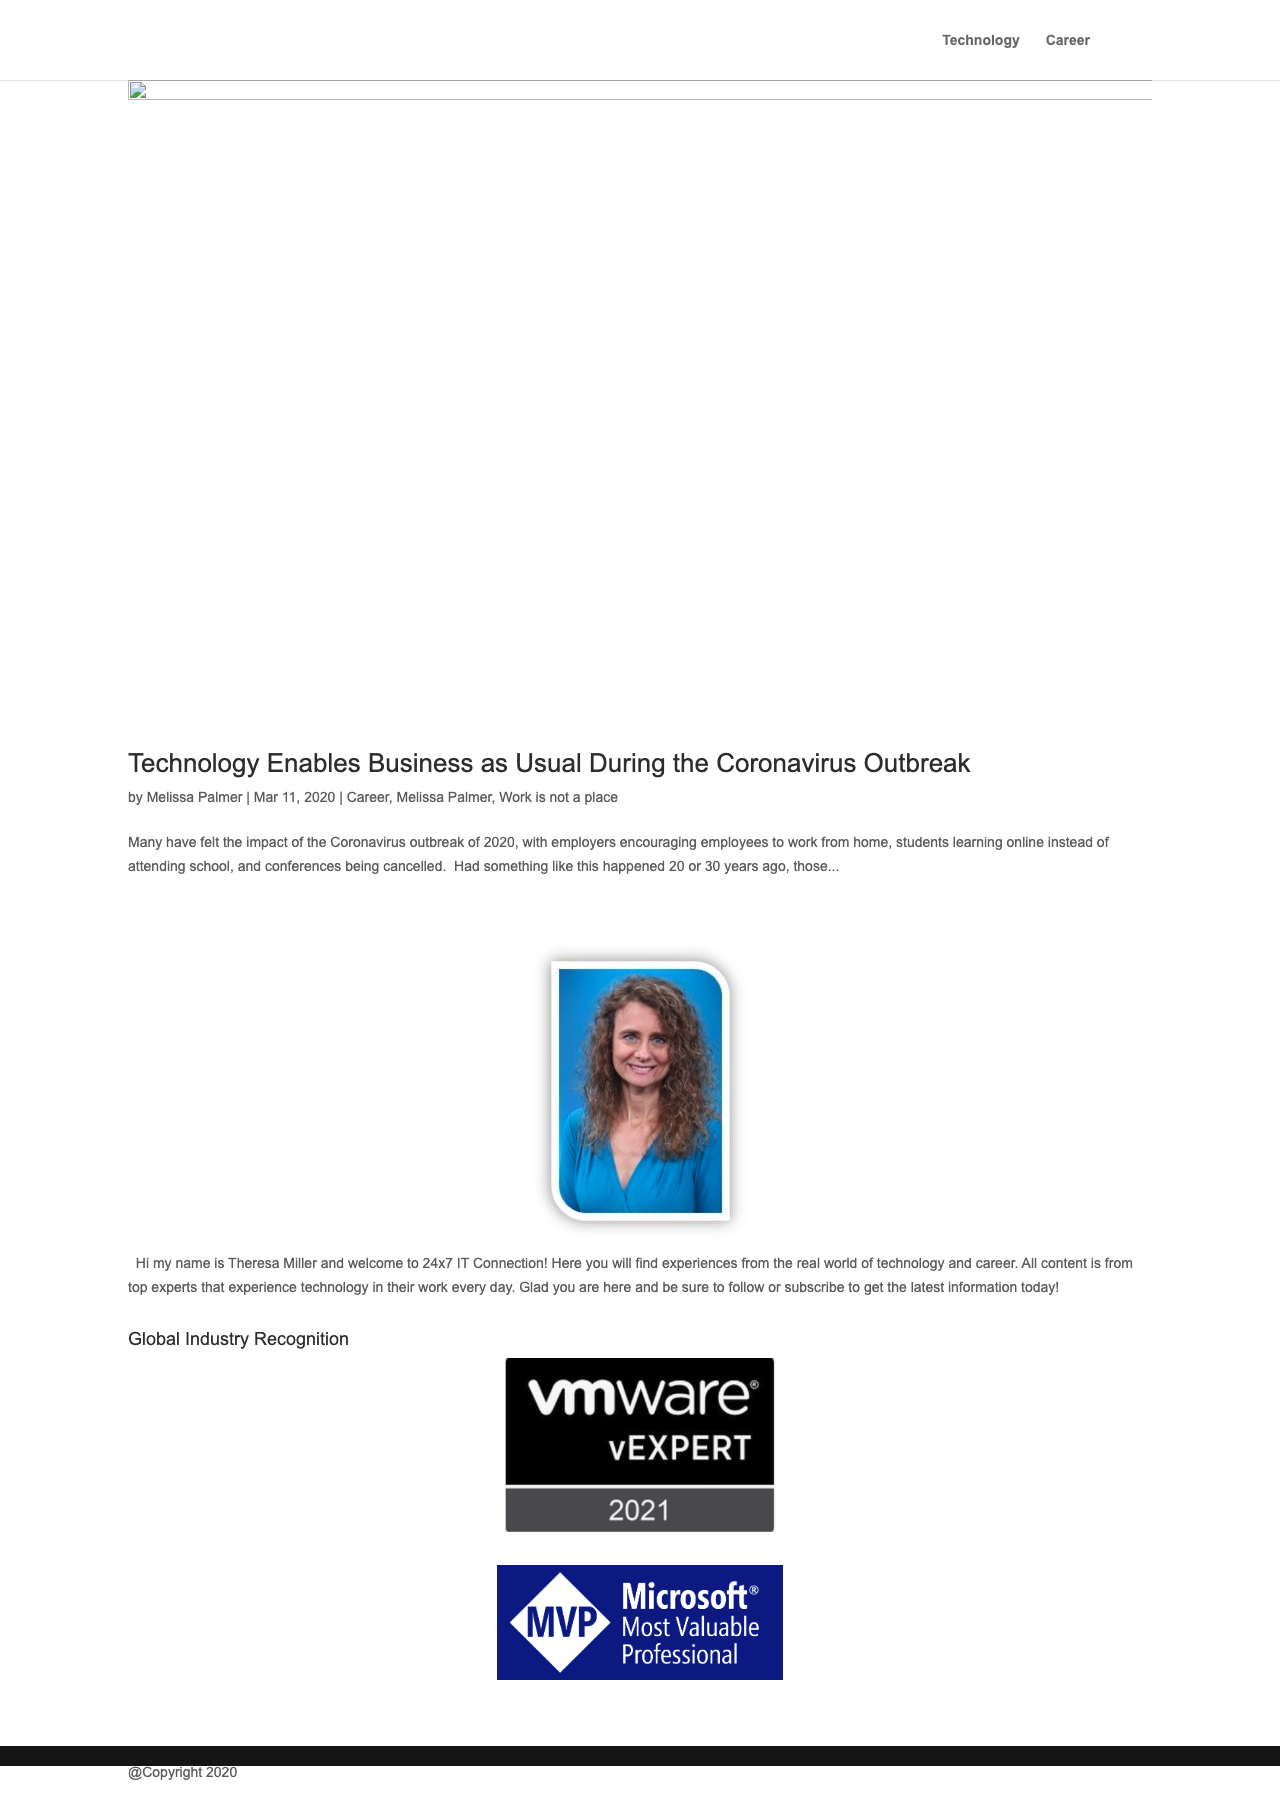 Technology Career
Technology Enables Business as Usual During the Coronavirus Outbreak
by Melissa Palmer | Mar 11, 2020 | Career, Melissa Palmer, Work is not a place
Many have felt the impact of the Coronavirus outbreak of 2020, with employers encouraging employees to work from home, students learning online instead of
attending school, and conferences being cancelled.  Had something like this happened 20 or 30 years ago, those...
Hi my name is Theresa Miller and welcome to 24x7 IT Connection! Here you will find experiences from the real world of technology and career. All content is from
top experts that experience technology in their work every day. Glad you are here and be sure to follow or subscribe to get the latest information today!
Global Industry Recognition
vmware®
vEXPERT
2021
MVP
Microsoft®
Most Valuable
Professional
@Copyright 2020